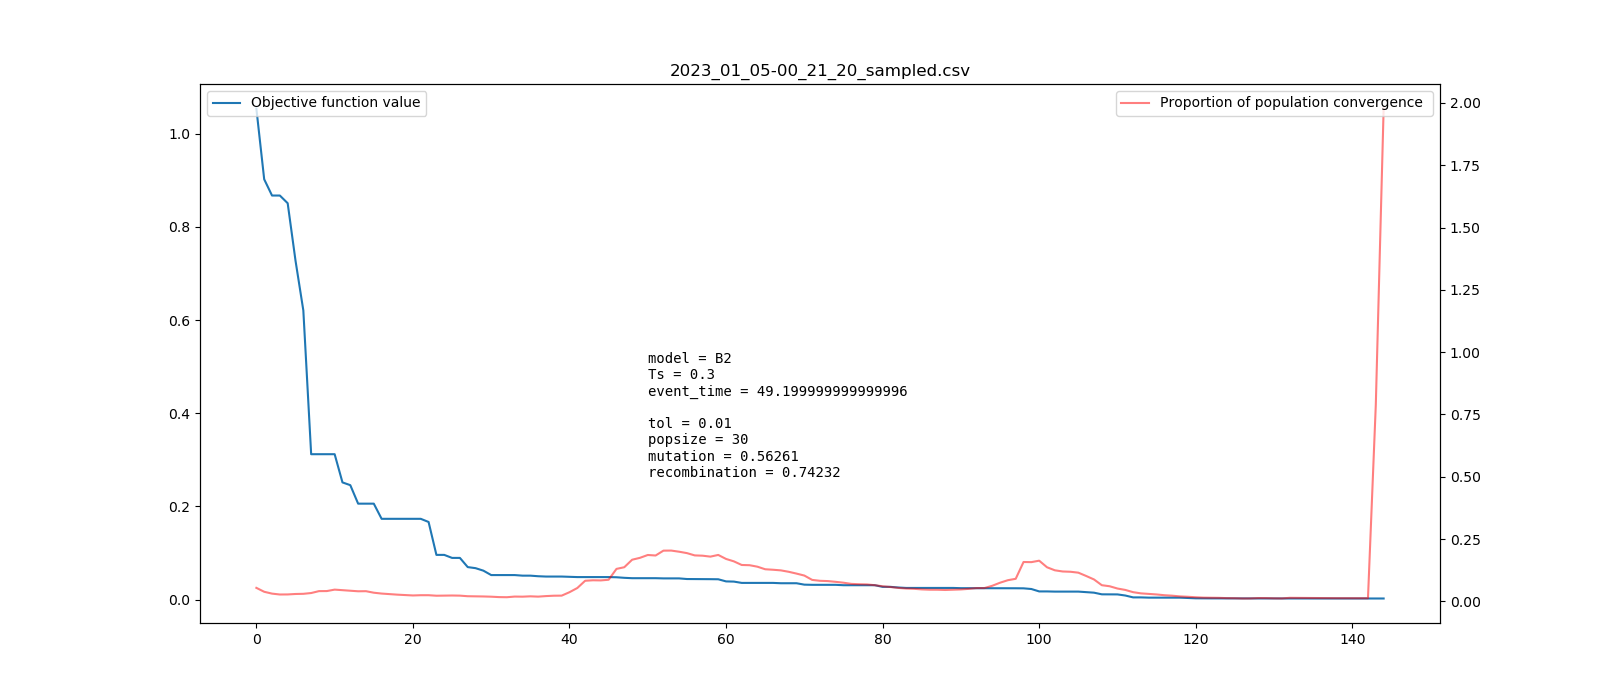 2023_01_05-00_21_20_sampled.csv
Objective function value
Proportion of population convergence
1.0
0.8
0.6
0.4
0.2
0.0
2.00
1.75
1.50
1.25
1.00
0.75
0.50
0.25
0.00
model = B2
Ts = 0.3
event_time = 49.199999999999996
tol = 0.01
popsize = 30
mutation = 0.56261
recombination = 0.74232
0 20 40 60 80 100 120 140